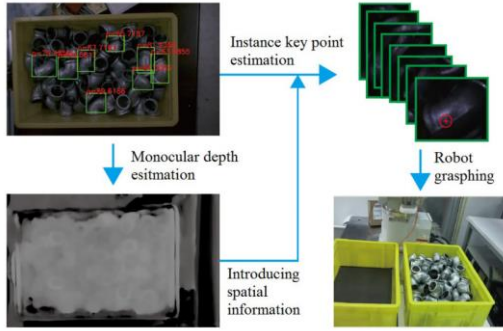 Instance key point
estimation
Monocular depth
esitmation
Robot
grasphing
Introducing
spatial
information